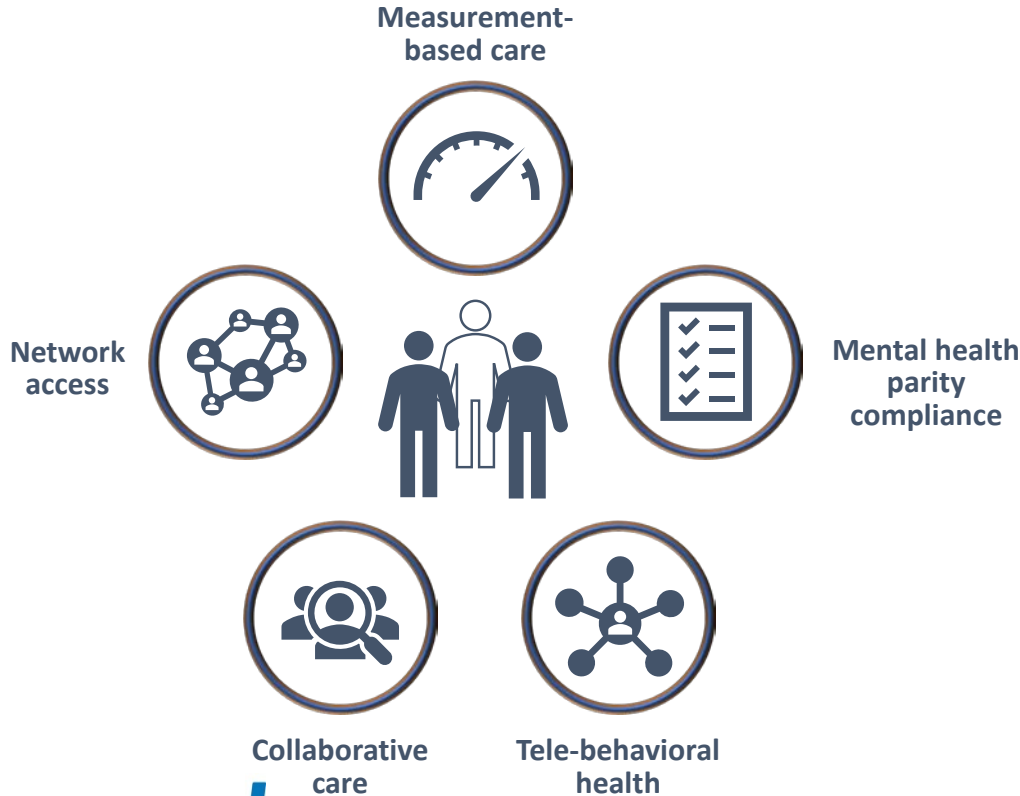 Measurement-
based care
Network
access
Mental health
parity
compliance
Collaborative
care
Tele-behavioral
health